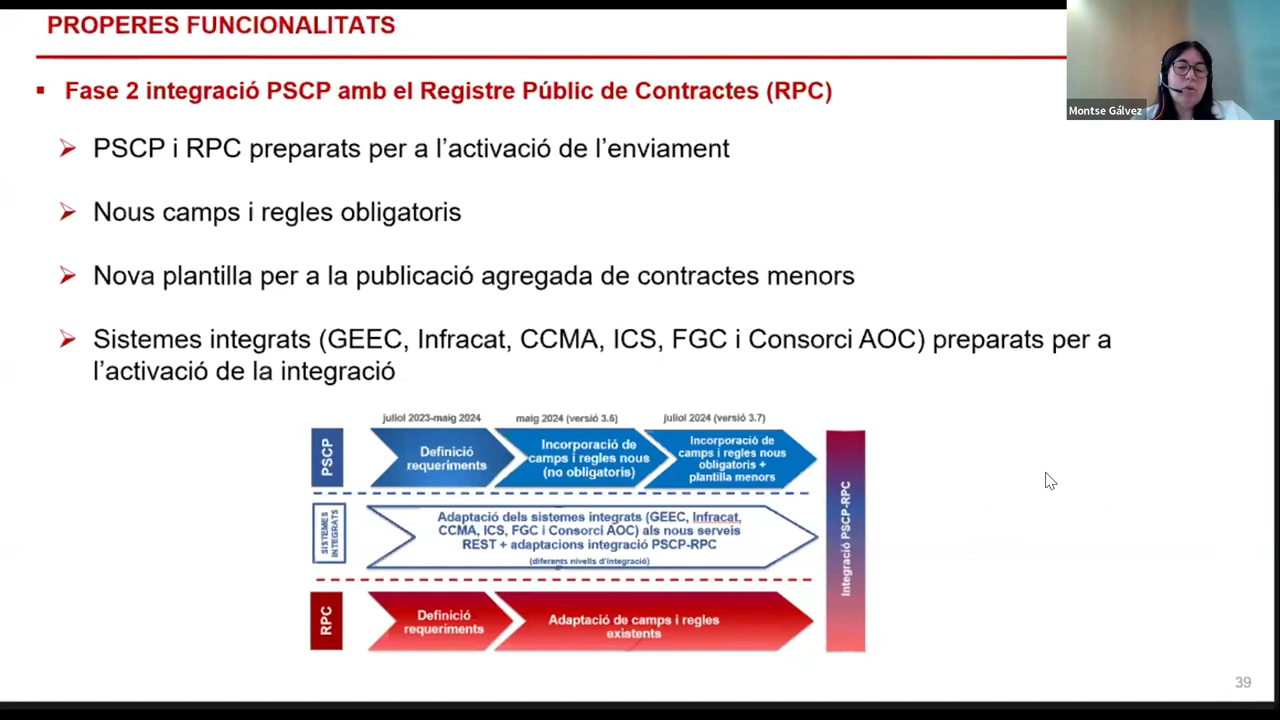 PROPERES FUNCIONALITATS
Montse Gálvez
Fase 2 integració PSCP amb el Registre Públic de Contractes (RPC)
PSCP i RPC preparats per a l'activació de l'enviament
Nous camps i regles obligatoris
Nova plantilla per a la publicació agregada de contractes menors
Sistemes integrats (GEEC, Infracat, CCMA, ICS, FGC i Consorci AOC) preparats per a
l'activació de la integració
juliol 2023-maig 2024
maig 2024 (versió 3.6)
juliol 2024 (versió 3.7)
PSCP
Definició
requeriments
Incorporació de
camps i regles nous
(no obligatoris)
Incorporació de
camps i regles nous
obligatoris +
plantilla menors
SISTEMES
INTEGRATS
Adaptació dels sistemes integrats (GEEC, Infracat,
CCMA, ICS, FGC i Consorci AOC) als nous serveis
REST + adaptacions integració PSCP-RPC
(diferents nivells d'integració)
RPC
Definició
requeriments
Adaptació de camps i regles
existents
Integració PSCP-RPC
39